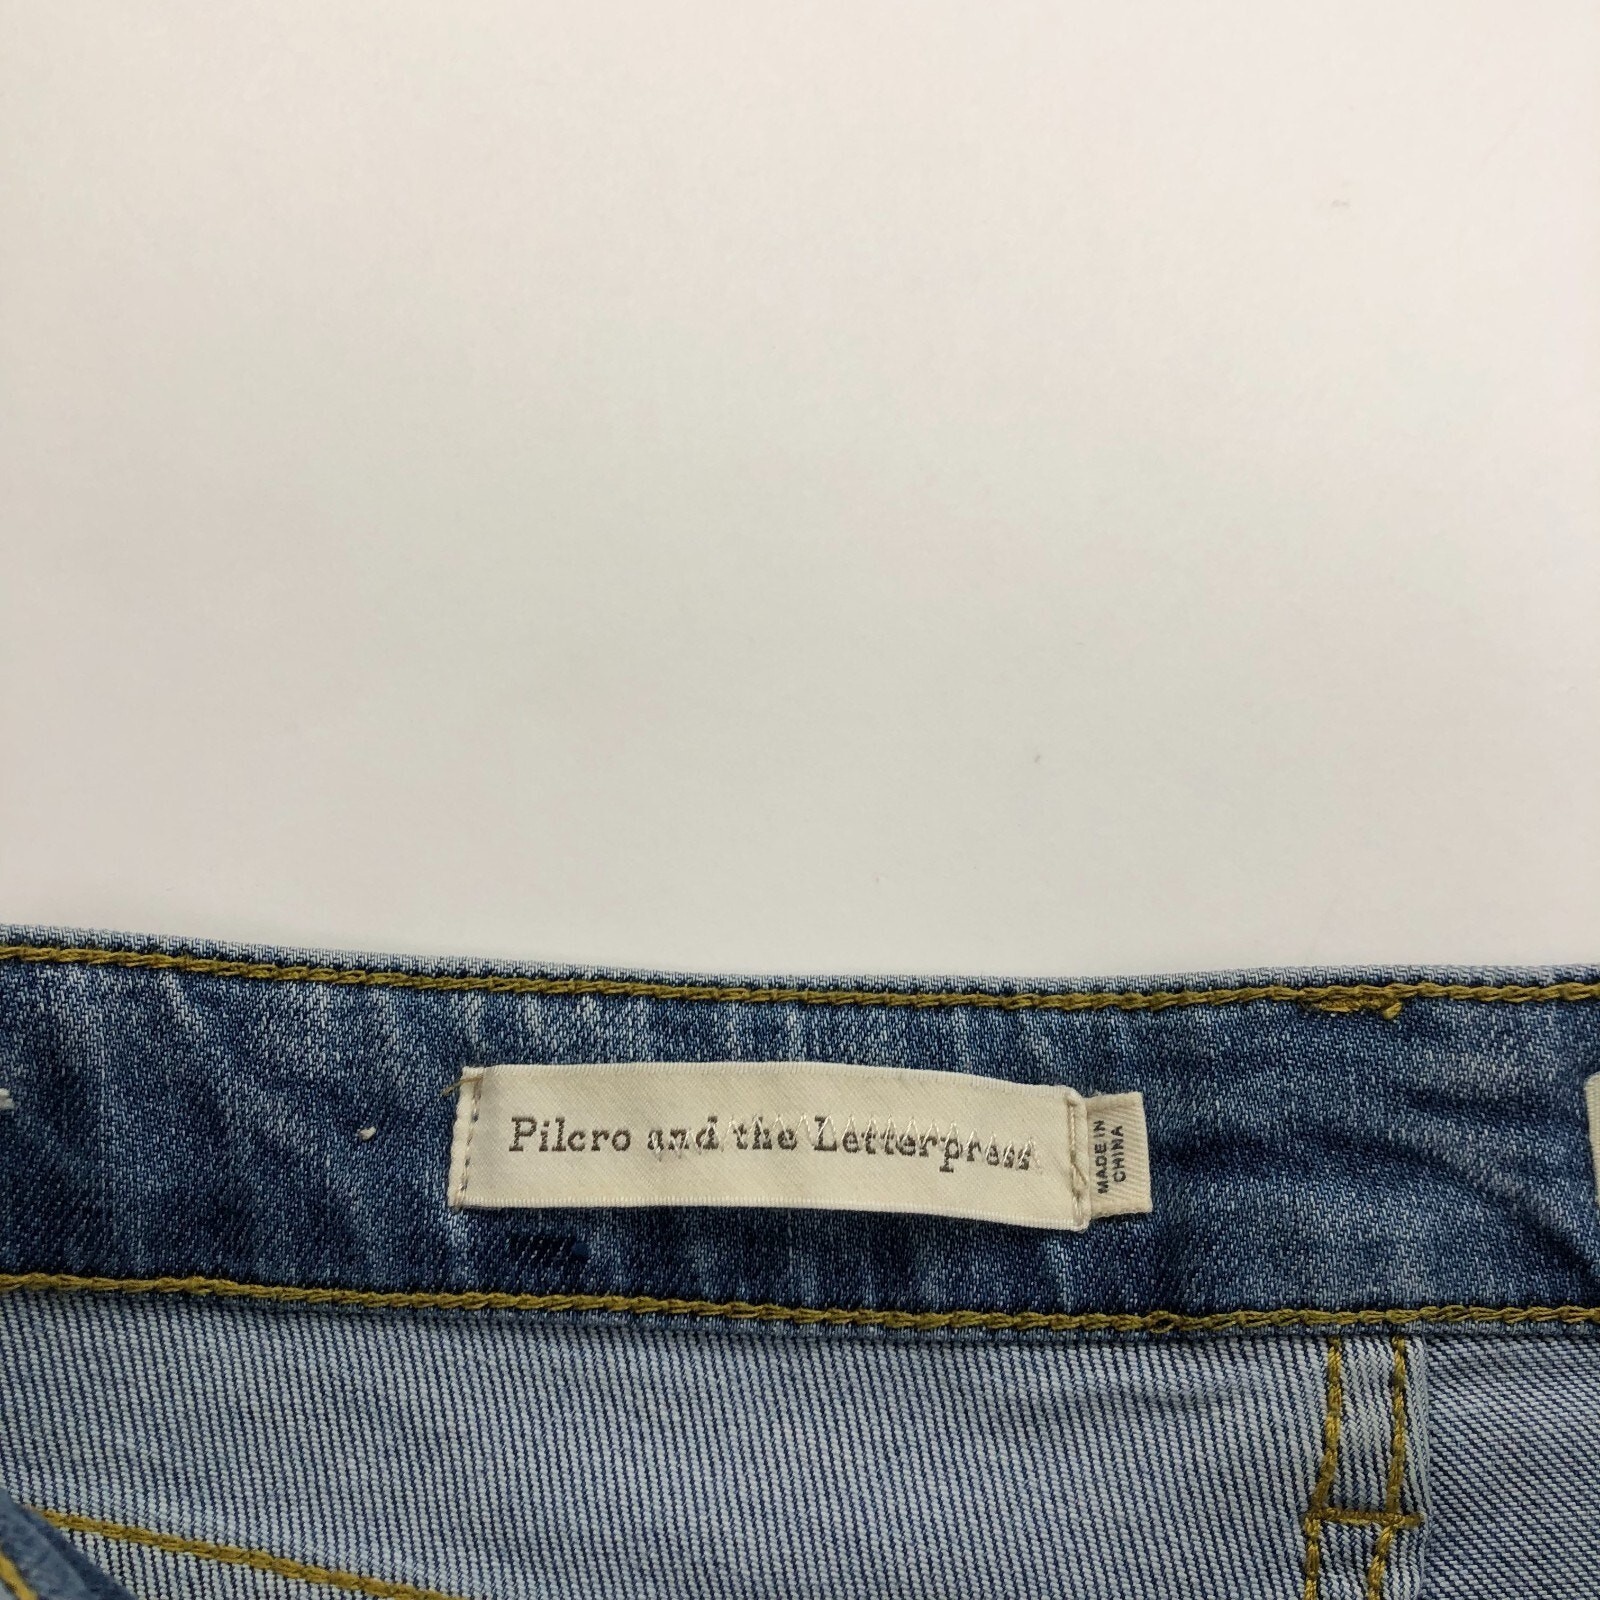 Pilcro and the Letterpress
MADE IN
CHINA